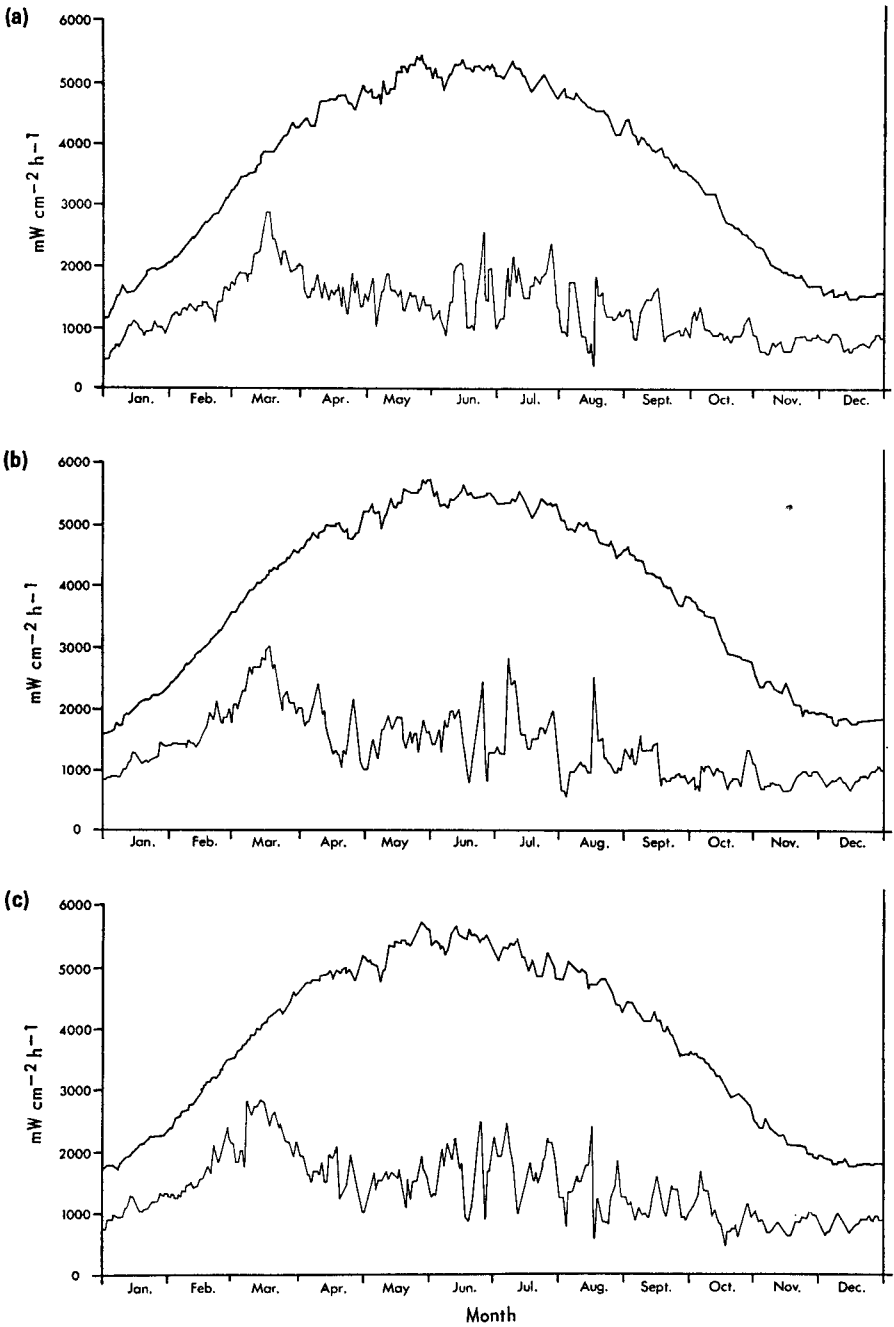 (a)
6000
5000
4000
3000
2000
1000
0
mW cm−2 h−1
Jan. Feb. Mar. Apr. May Jun. Jul. Aug. Sept. Oct. Nov. Dec.
(b)
6000
5000
4000
3000
2000
1000
0
mW cm−2 h−1
Jan. Feb. Mar. Apr. May Jun. Jul. Aug. Sept. Oct. Nov. Dec.
(c)
6000
5000
4000
3000
2000
1000
0
mW cm−2 h−1
Jan. Feb. Mar. Apr. May Jun. Jul. Aug. Sept. Oct. Nov. Dec.
Month